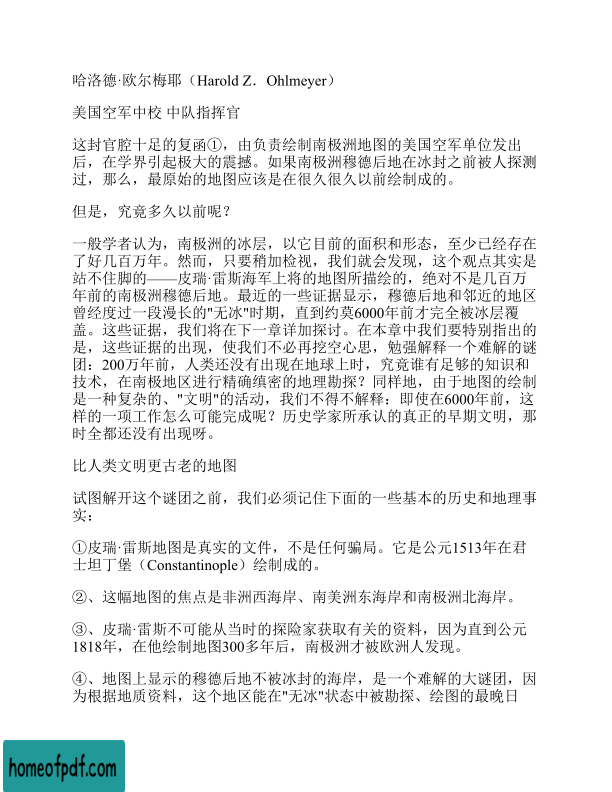 哈洛德·欧尔梅耶（Harold Z．Ohlmeyer）
美国空军中校 中队指挥官
这封官腔十足的复函①，由负责绘制南极洲地图的美国空军单位发出
后，在学界引起极大的震撼。如果南极洲穆德后地在冰封之前被人探测
过，那么，最原始的地图应该是在很久很久以前绘制成的。
但是，究竟多久以前呢？
一般学者认为，南极洲的冰层，以它目前的面积和形态，至少已经存在
了好几百万年。然而，只要稍加检视，我们就会发现，这个观点其实是
站不住脚的——皮瑞·雷斯海军上将的地图所描绘的，绝对不是几百万
年前的南极洲穆德后地。最近的一些证据显示，穆德后地和邻近的地区
曾经度过一段漫长的"无冰"时期，直到约莫6000年前才完全被冰层覆
盖。这些证据，我们将在下一章详加探讨。在本章中我们要特别指出的
是，这些证据的出现，使我们不必再挖空心思，勉强解释一个难解的谜
团：200万年前，人类还没有出现在地球上时，究竟谁有足够的知识和
技术，在南极地区进行精确缜密的地理勘探？同样地，由于地图的绘制
是一种复杂的、"文明"的活动，我们不得不解释：即使在6000年前，这
样的一项工作怎么可能完成呢？历史学家所承认的真正的早期文明，那
时全都还没有出现呀。
比人类文明更古老的地图
试图解开这个谜团之前，我们必须记住下面的一些基本的历史和地理事
实：
①皮瑞·雷斯地图是真实的文件，不是任何骗局。它是公元1513年在君
士坦丁堡（Constantinople）绘制成的。
②、这幅地图的焦点是非洲西海岸、南美洲东海岸和南极洲北海岸。
③、皮瑞·雷斯不可能从当时的探险家获取有关的资料，因为直到公元
1818年，在他绘制地图300多年后，南极洲才被欧洲人发现。
④、地图上显示的穆德后地不被冰封的海岸，是一个难解的大谜团，因
为根据地质资料，这个地区能在"无冰"状态中被勘探、绘图的最晚日
homeofpdf.com